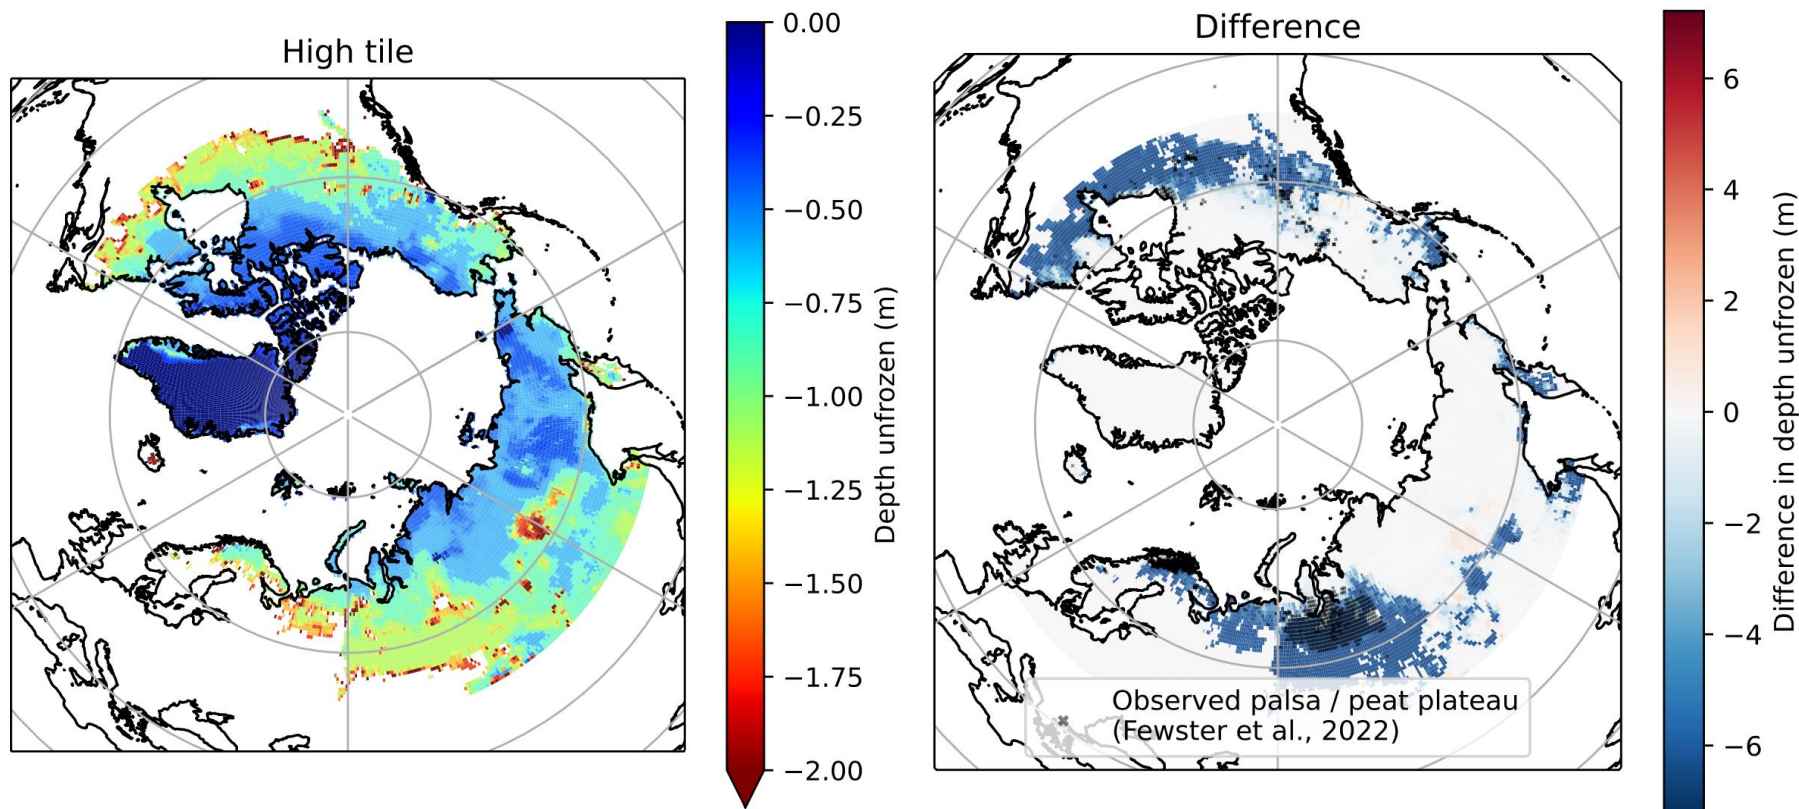 High tile
0.00
−0.25
−0.50
−0.75
−1.00
−1.25
−1.50
−1.75
−2.00
Depth unfrozen (m)
Difference
Observed palsa / peat plateau
(Fewster et al., 2022)
6
4
2
0
−2
−4
−6
Difference in depth unfrozen (m)